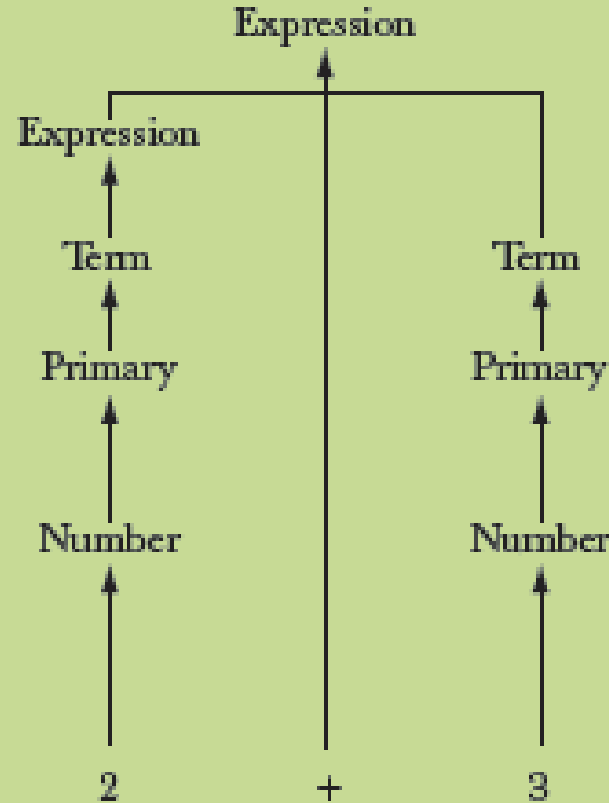 Expression
Expression
Term Term
Primary Primary
Number Number
2 + 3